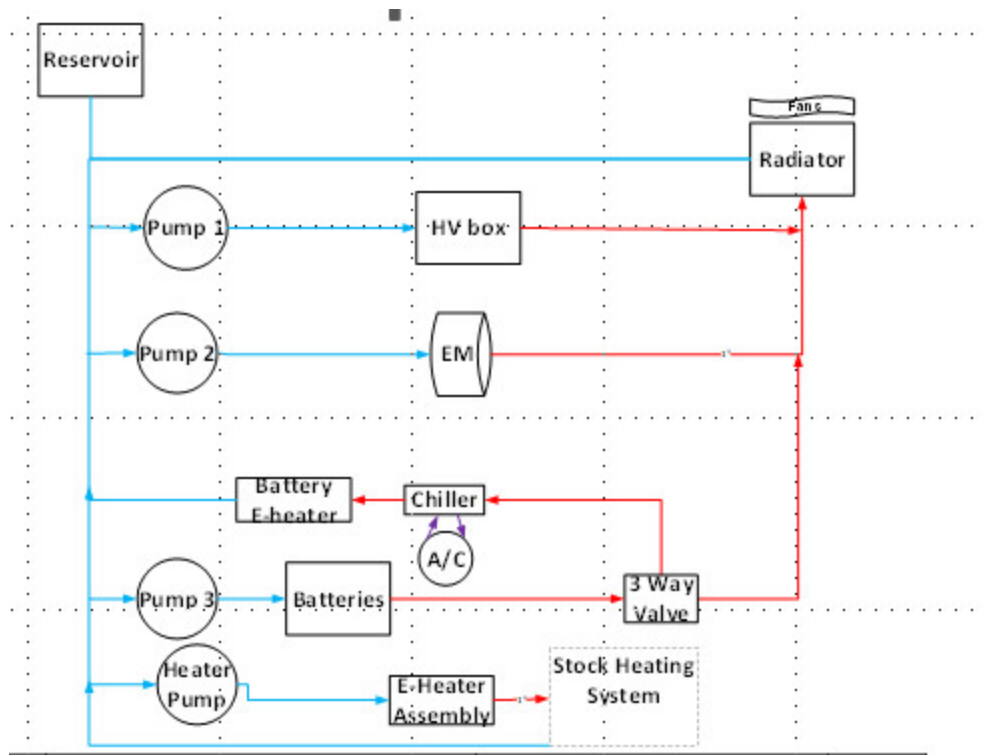 Reservoir
Fans
Radiator
Pump 1
HV box
Pump 2
EM
Battery
E-heater
Chiller
A/C
Pump 3
Batteries
3 Way
Valve
Heater
Pump
E-Heater
Assembly
Stock Heating
System